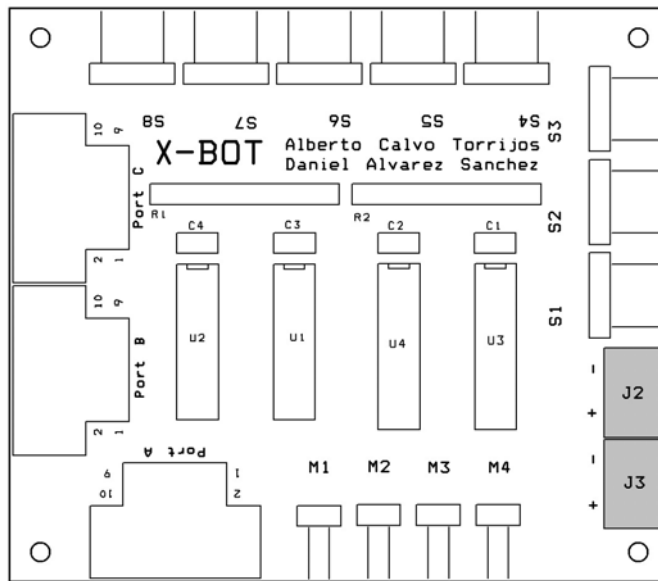 S8 S7 S6 S5 S4
X-BOT
Alberto Calvo Torrijos
Daniel Alvarez Sanchez
S3
10 9
Port C
2 1
R1 R2
C4 C3 C2 C1
S2
U2 U1 U4 U3
S1
10 9
Port B
2 1
- J2
+
Port A
9 1
10 2
M1 M2 M3 M4
- J3
+